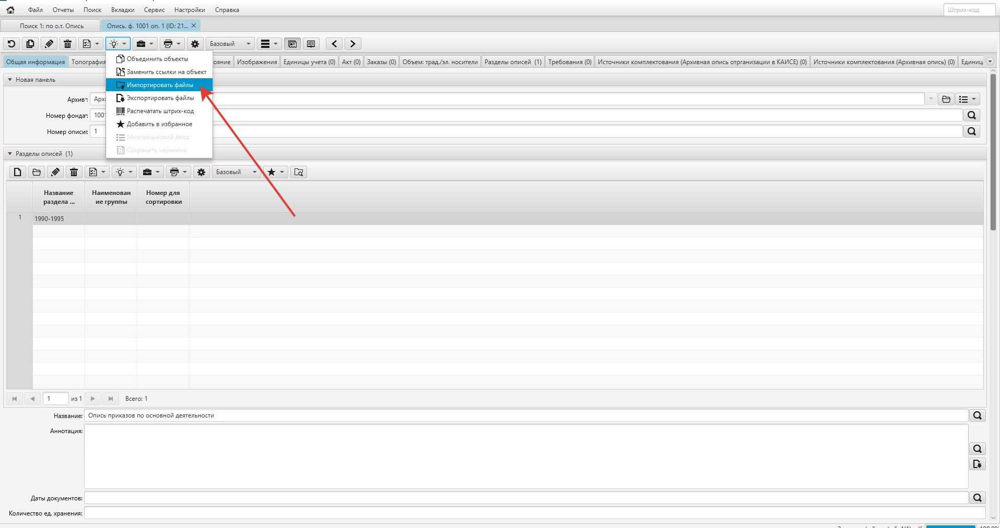 Файл Отчеты Поиск Вкладки Сервис Настройки Справка Штрих-код
Поиск 1: по о.т. Опись Опись. ф. 1001 оп. 1 (ID: 21...
Базовый
Общая информация Топография ояние Изображения Единицы учета (0) Акт (0) Заказы (0) Объем: трад./эл. носители Разделы описей (1) Требования (0) Источники комплектования (Архивная опись отрганизации в КАИСЕ) (0) Источники комплектования (Архивная опись) (0) Единиц
Объединить объекты
Заменить ссылки на объект
Импортировать файлы
Экспортировать файлы
Распечатать штрих-код
Добавить в избранное
Многоязыковой ввод
Сохранить черновик
Новая панель
Архив*: Арх
Номер фонда*: 1001
Номер описи: 1
Разделы описей (1)
Базовый
Название раздела ...
Наименован ие группы
Номер для сортировки
1 1990-1995
1 из 1 Всего: 1
Название: Опись приказов по основной деятельности
Аннотация:
Даты документов:
Количество ед. хранения: